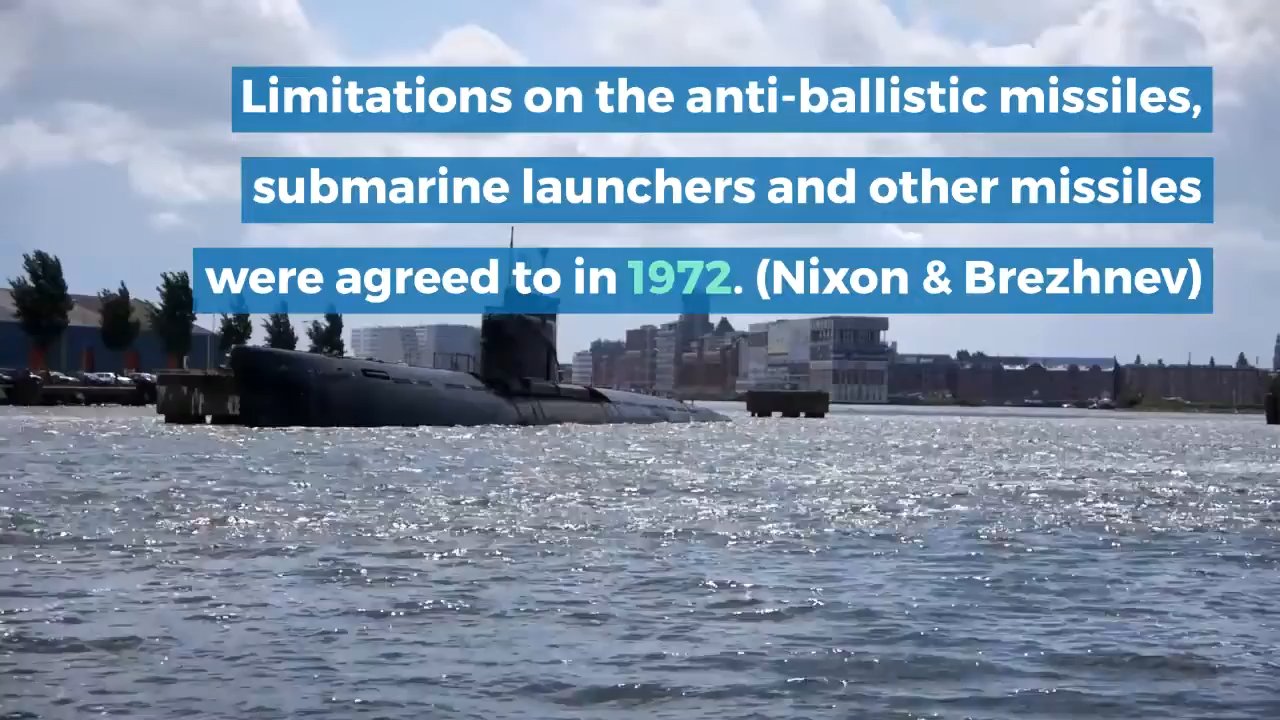 Limitations on the anti-ballistic missiles,
submarine launchers and other missiles
were agreed to in 1972. (Nixon & Brezhnev)